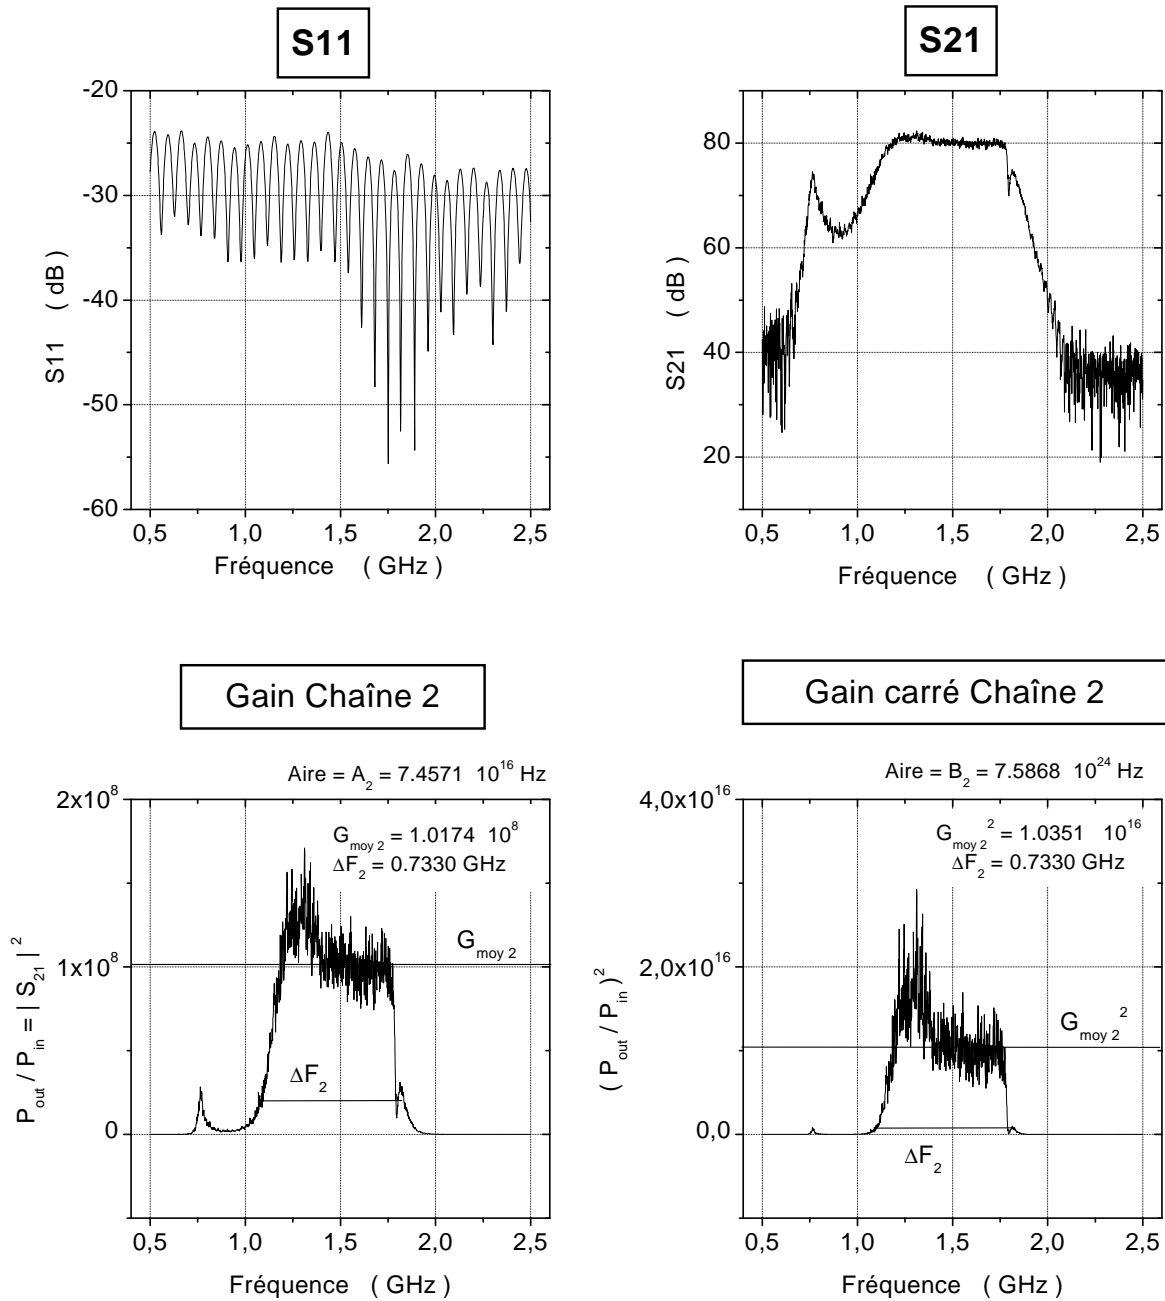 S11
S21
-20
-30
-40
-50
-60
S11 ( dB )
0,5 1,0 1,5 2,0 2,5
Fréquence ( GHz )
80
60
40
20
S21 ( dB )
0,5 1,0 1,5 2,0 2,5
Fréquence ( GHz )
Gain Chaîne 2
Gain carré Chaîne 2
Aire = A2 = 7.4571 10^16 Hz
2x10^8
1x10^8
0
Gmoy 2 = 1.0174 10^8
ΔF2 = 0.7330 GHz
Gmoy 2
ΔF2
Pout / Pin = | S21 |^2
0,5 1,0 1,5 2,0 2,5
Fréquence ( GHz )
Aire = B2 = 7.5868 10^24 Hz
4,0x10^16
2,0x10^16
0,0
Gmoy 2^2 = 1.0351 10^16
ΔF2 = 0.7330 GHz
Gmoy 2^2
ΔF2
( Pout / Pin )^2
0,5 1,0 1,5 2,0 2,5
Fréquence ( GHz )